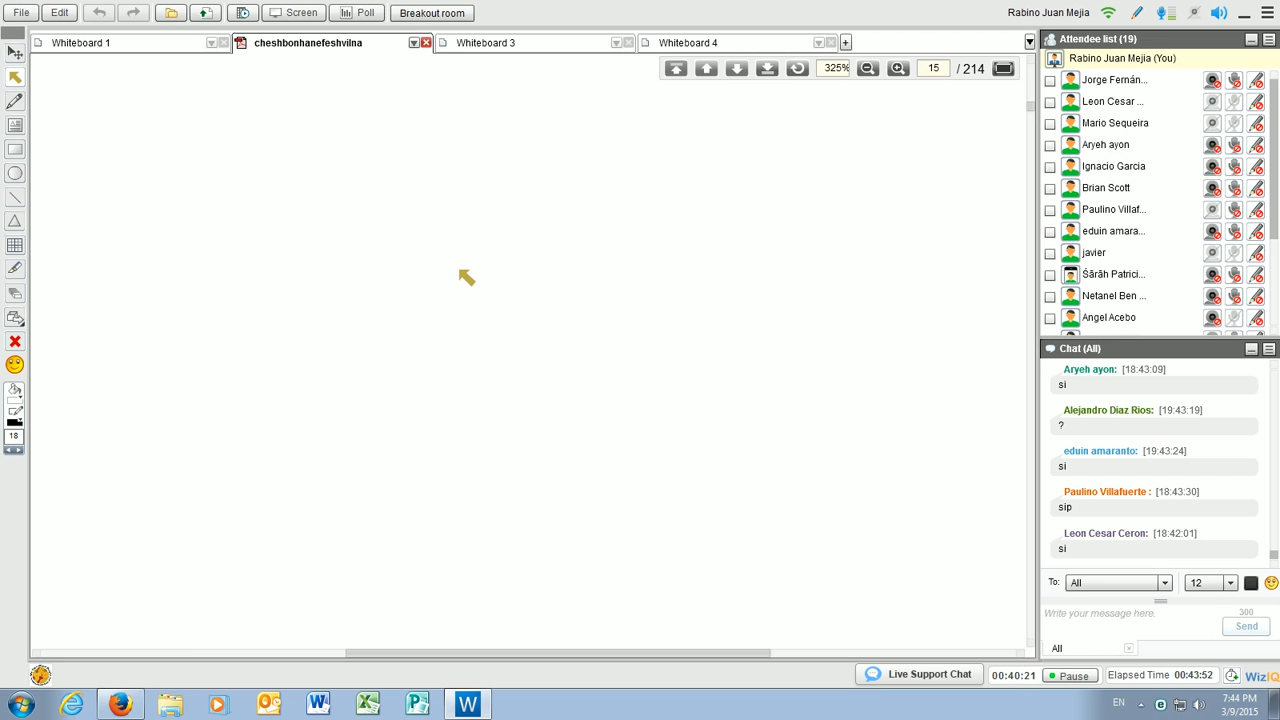 File Edit Screen Poll Breakout room Rabino Juan Mejia
Whiteboard 1 cheshbonhanefeshvilna Whiteboard 3 Whiteboard 4 +
325% 15 / 214
Attendee list (19)
Rabino Juan Mejia (You)
Jorge Fernán...
Leon Cesar ...
Mario Sequeira
Aryeh ayon
Ignacio Garcia
Brian Scott
Paulino Villaf...
eduin amara...
javier
Śărăh Patrici...
Netanel Ben ...
Angel Acebo
18
Chat (All)
Aryeh ayon: [18:43:09]
si
Alejandro Diaz Rios: [19:43:19]
?
eduin amaranto: [19:43:24]
si
Paulino Villafuerte : [18:43:30]
sip
Leon Cesar Ceron: [18:42:01]
si
To: All 12
Write your message here. 300
Send
All
Live Support Chat 00:40:21 Pause Elapsed Time 00:43:52 WizIQ
EN 7:44 PM
3/9/2015